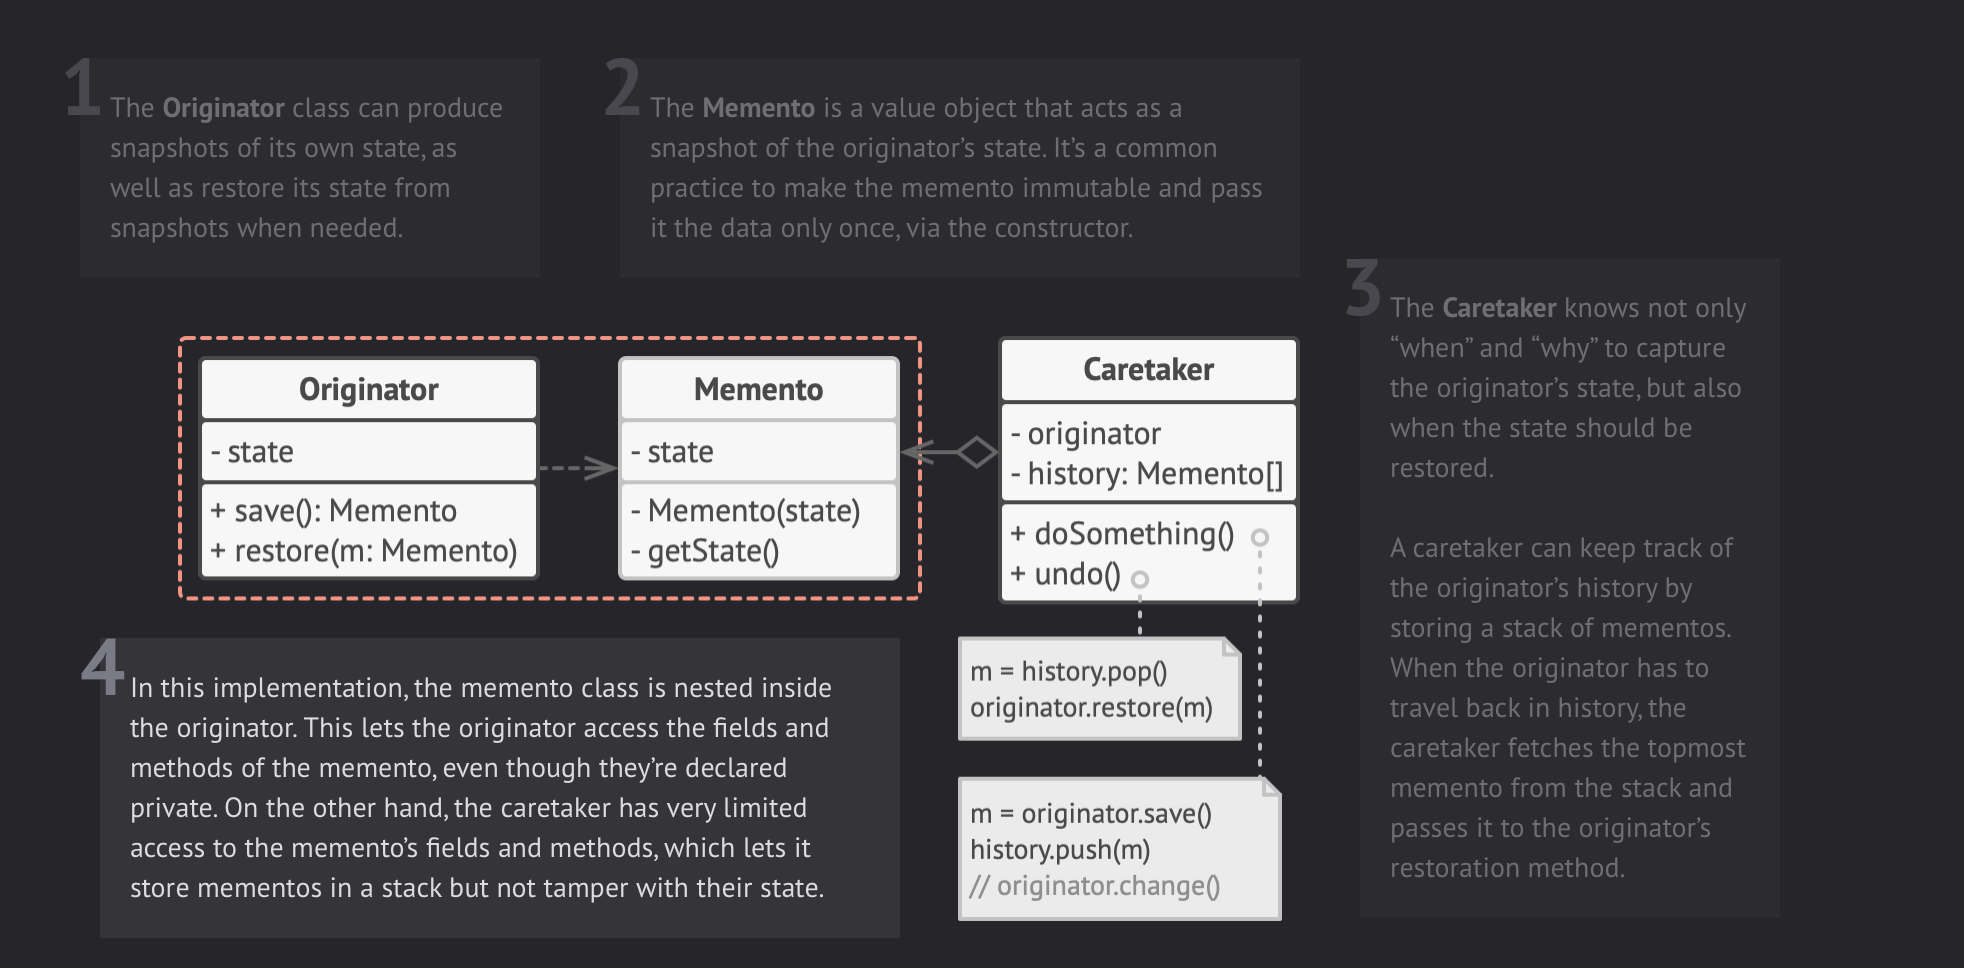 1
The Originator class can produce
snapshots of its own state, as
well as restore its state from
snapshots when needed.
2
The Memento is a value object that acts as a
snapshot of the originator’s state. It’s a common
practice to make the memento immutable and pass
it the data only once, via the constructor.
3
The Caretaker knows not only
“when” and “why” to capture
the originator’s state, but also
when the state should be
restored.
A caretaker can keep track of
the originator’s history by
storing a stack of mementos.
When the originator has to
travel back in history, the
caretaker fetches the topmost
memento from the stack and
passes it to the originator’s
restoration method.
Originator
- state
+ save(): Memento
+ restore(m: Memento)
Memento
- state
- Memento(state)
- getState()
Caretaker
- originator
- history: Memento[]
+ doSomething()
+ undo()
m = history.pop()
originator.restore(m)
m = originator.save()
history.push(m)
// originator.change()
4
In this implementation, the memento class is nested inside
the originator. This lets the originator access the fields and
methods of the memento, even though they’re declared
private. On the other hand, the caretaker has very limited
access to the memento’s fields and methods, which lets it
store mementos in a stack but not tamper with their state.